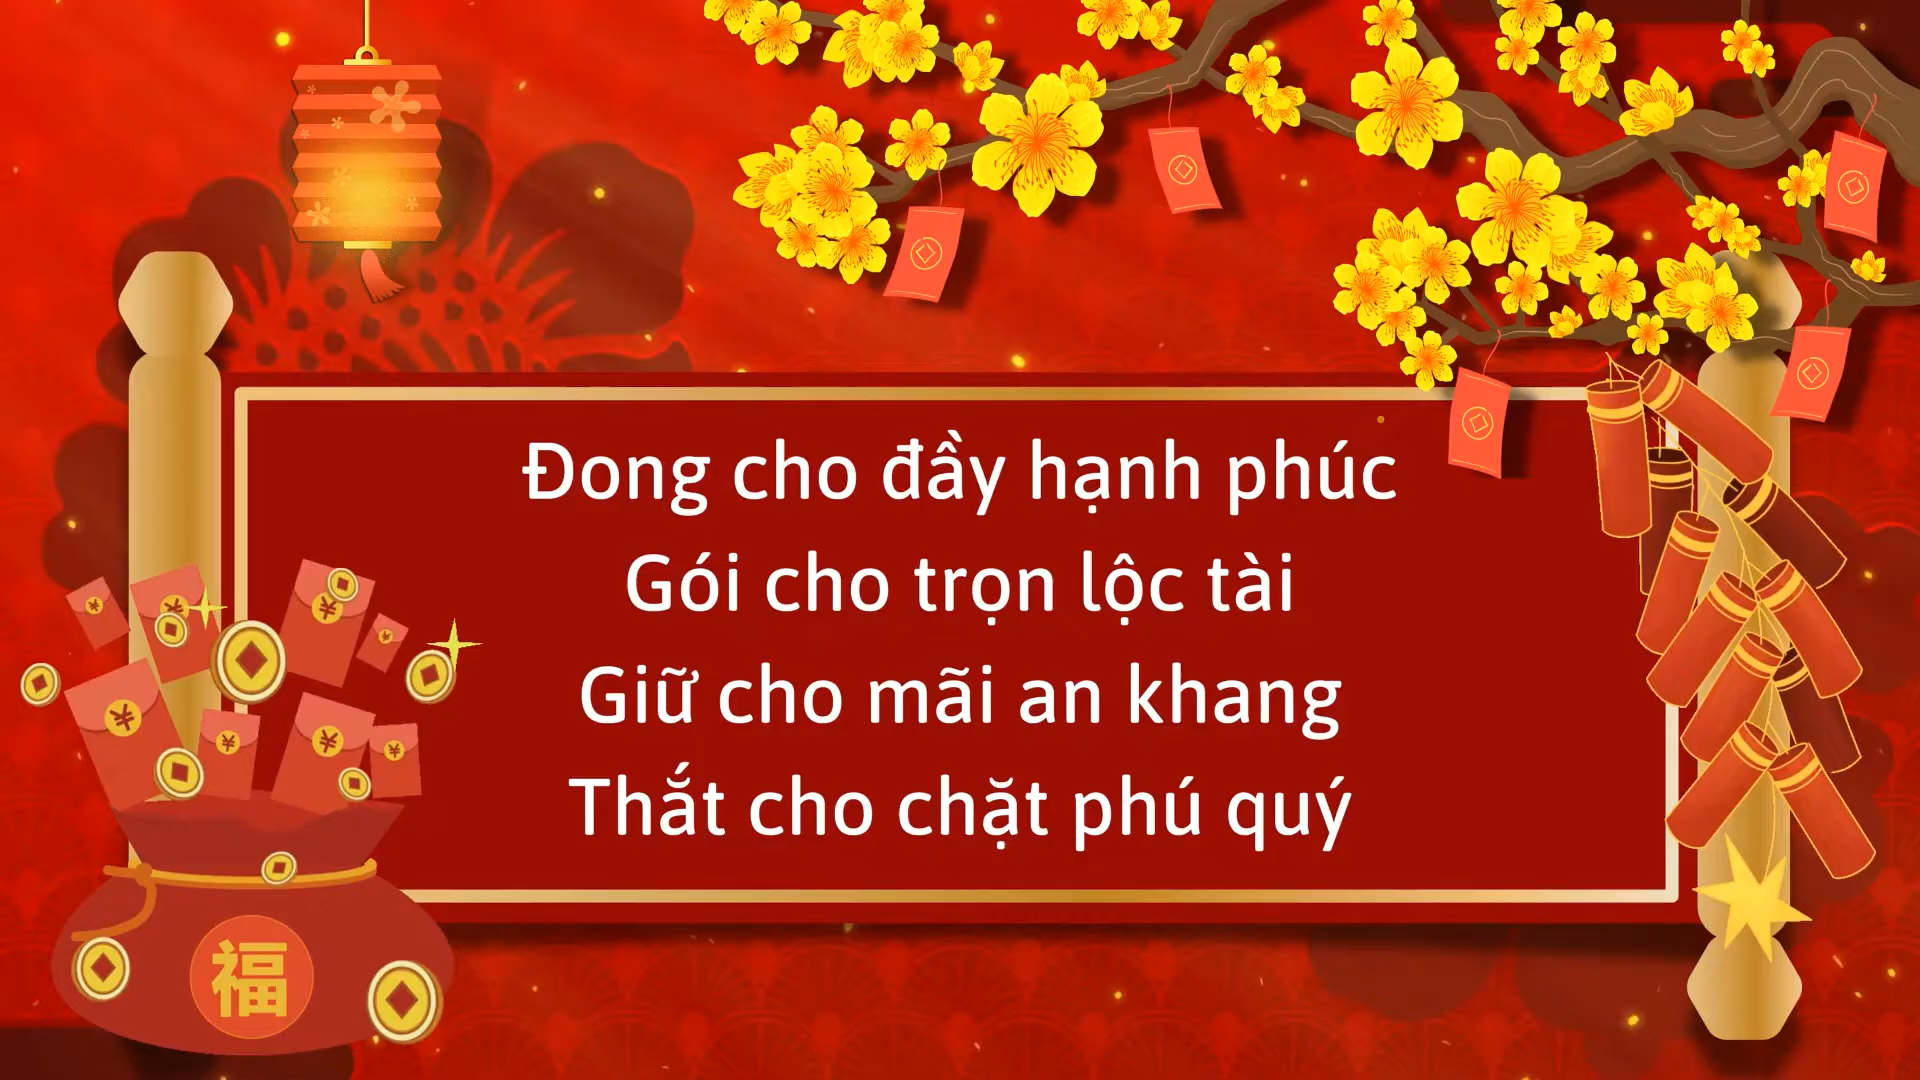 Đong cho đầy hạnh phúc
Gói cho trọn lộc tài
Giữ cho mãi an khang
Thắt cho chặt phú quý
福